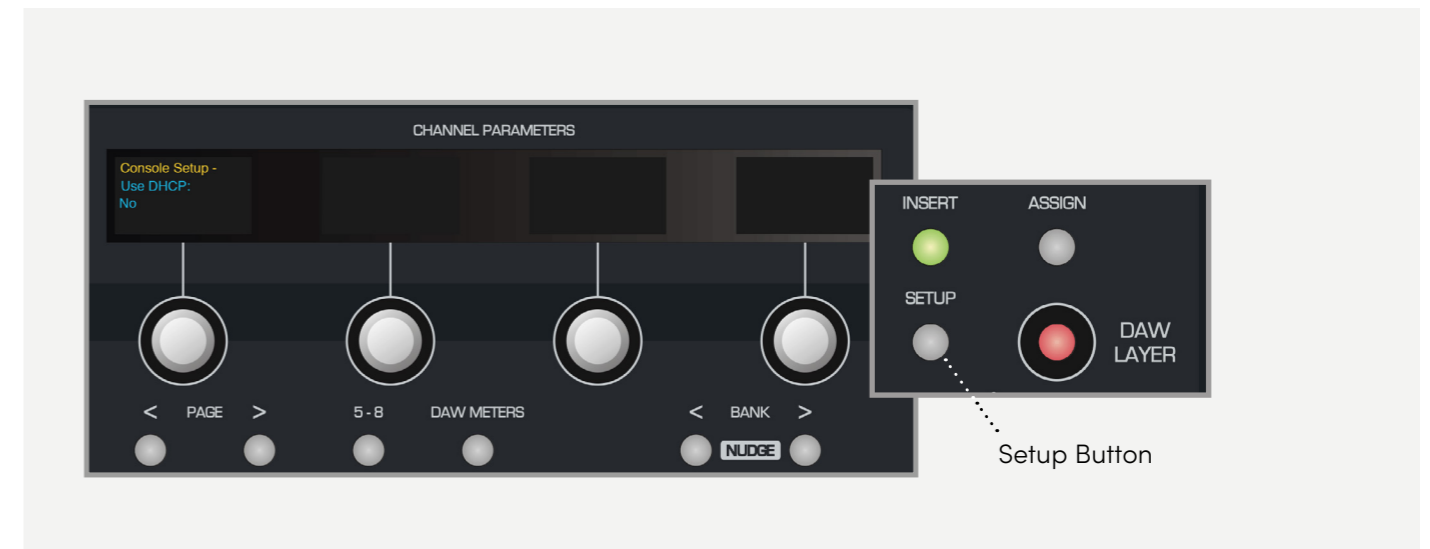 CHANNEL PARAMETERS
Console Setup -
Use DHCP:
No
< PAGE >
5 - 8
DAW METERS
< BANK >
NUDGE
INSERT
ASSIGN
SETUP
DAW
LAYER
Setup Button